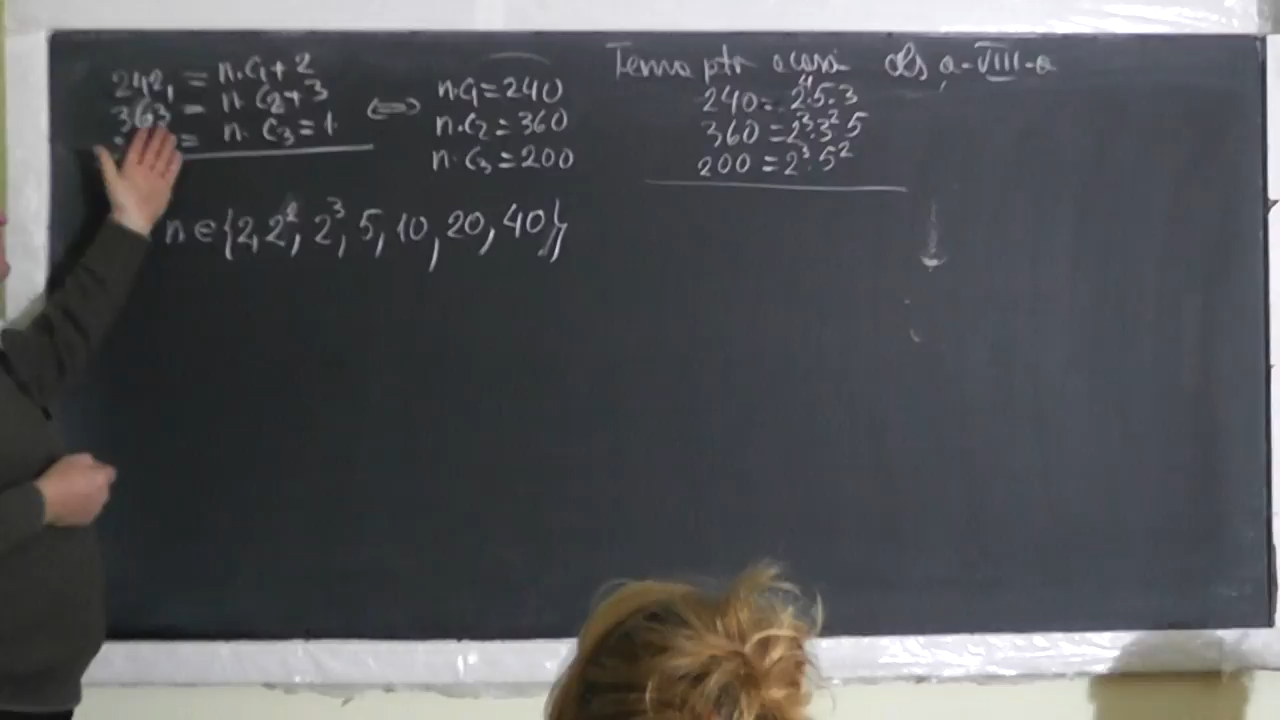 Tema ptr acasă cls a-VIII-a
242 = n·c₁+2
363 = n·c₂+3
= n·c₃=1
⇔
n·c₁=240
n·c₂=360
n·c₃=200
240=2⁴·5·3
360=2³·3²·5
200=2³·5²
n∈{2,2²,2³,5,10,20,40}